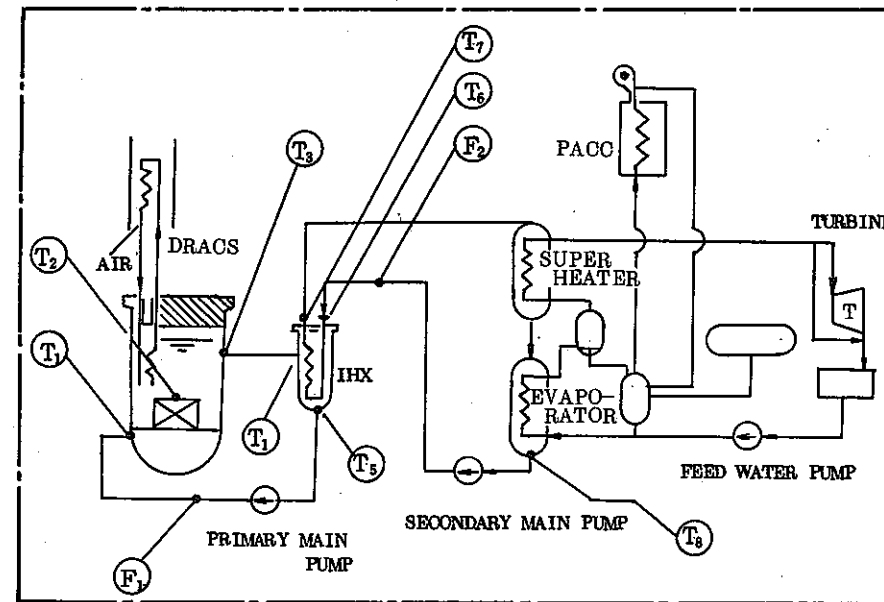 T7
T6
F2
T3
PACC
TURBINE
DRACS
T2
AIR
SUPER
HEATER
T
T1
IHX
EVAPO-
RATOR
T1
T5
FEED WATER PUMP
SECONDARY MAIN PUMP
T8
PRIMARY MAIN
PUMP
F1